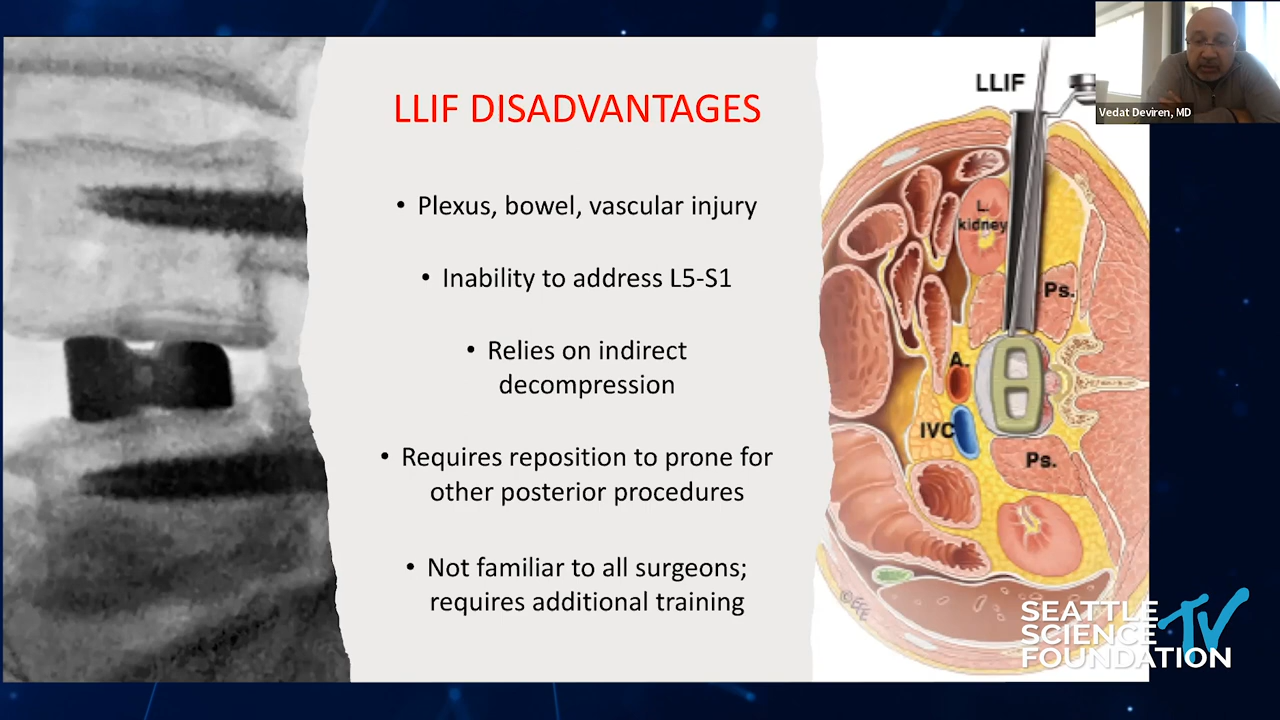 LLIF DISADVANTAGES
• Plexus, bowel, vascular injury
• Inability to address L5-S1
• Relies on indirect
decompression
• Requires reposition to prone for
other posterior procedures
• Not familiar to all surgeons;
requires additional training
LLIF
L.
kidney
Ps.
A.
IVC
Ps.
Vedat Deviren, MD
SEATTLE
SCIENCE
FOUNDATION
TV